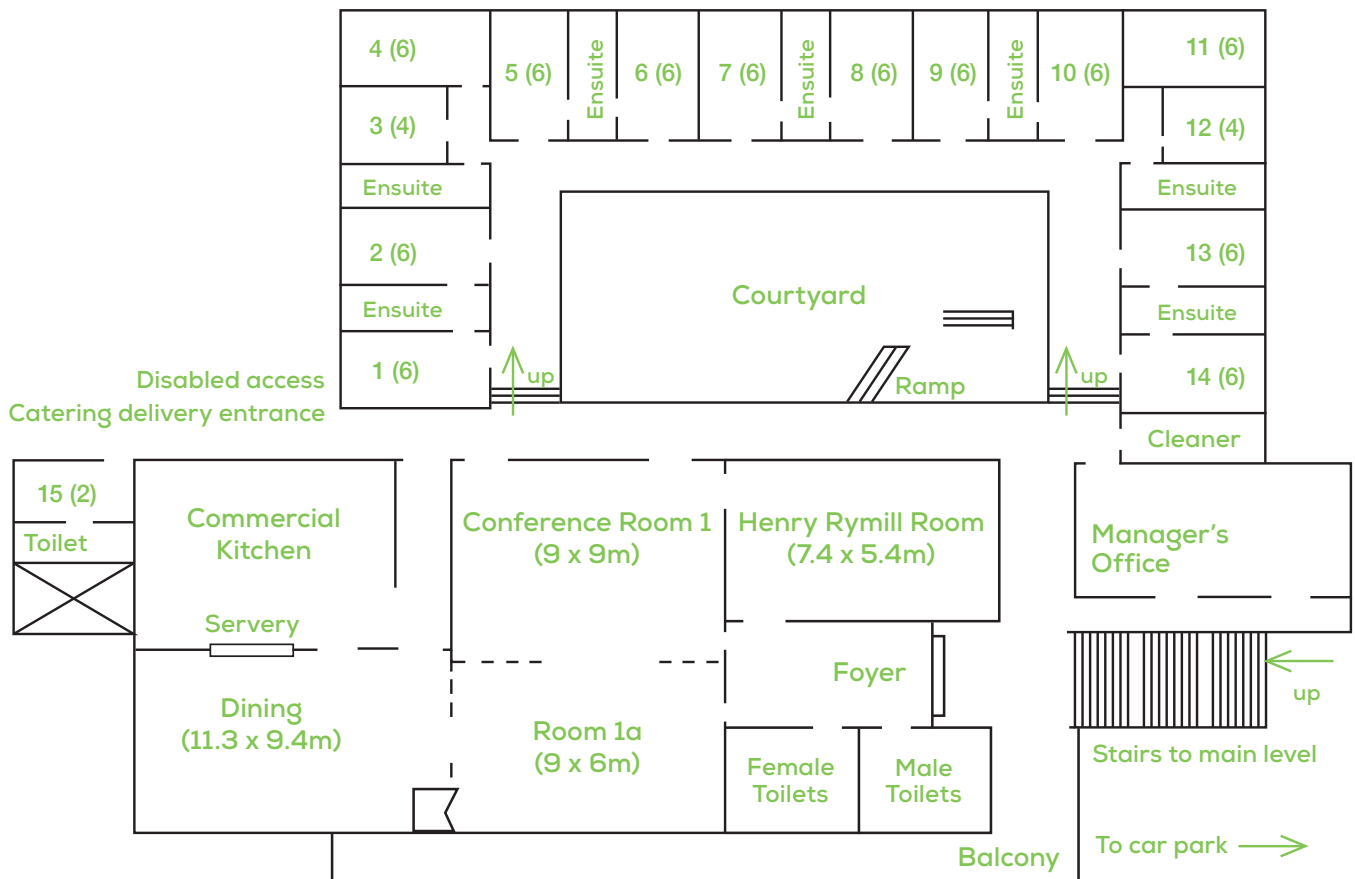 4 (6)
5 (6)
Ensuite
6 (6)
7 (6)
Ensuite
8 (6)
9 (6)
Ensuite
10 (6)
11 (6)
3 (4)
12 (4)
Ensuite
Ensuite
2 (6)
13 (6)
Courtyard
Ensuite
Ensuite
1 (6)
up
Ramp
up
14 (6)
Disabled access
Catering delivery entrance
Cleaner
15 (2)
Toilet
Commercial
Kitchen
Conference Room 1
(9 x 9m)
Henry Rymill Room
(7.4 x 5.4m)
Manager's
Office
Servery
Foyer
up
Dining
(11.3 x 9.4m)
Room 1a
(9 x 6m)
Female
Toilets
Male
Toilets
Stairs to main level
Balcony
To car park